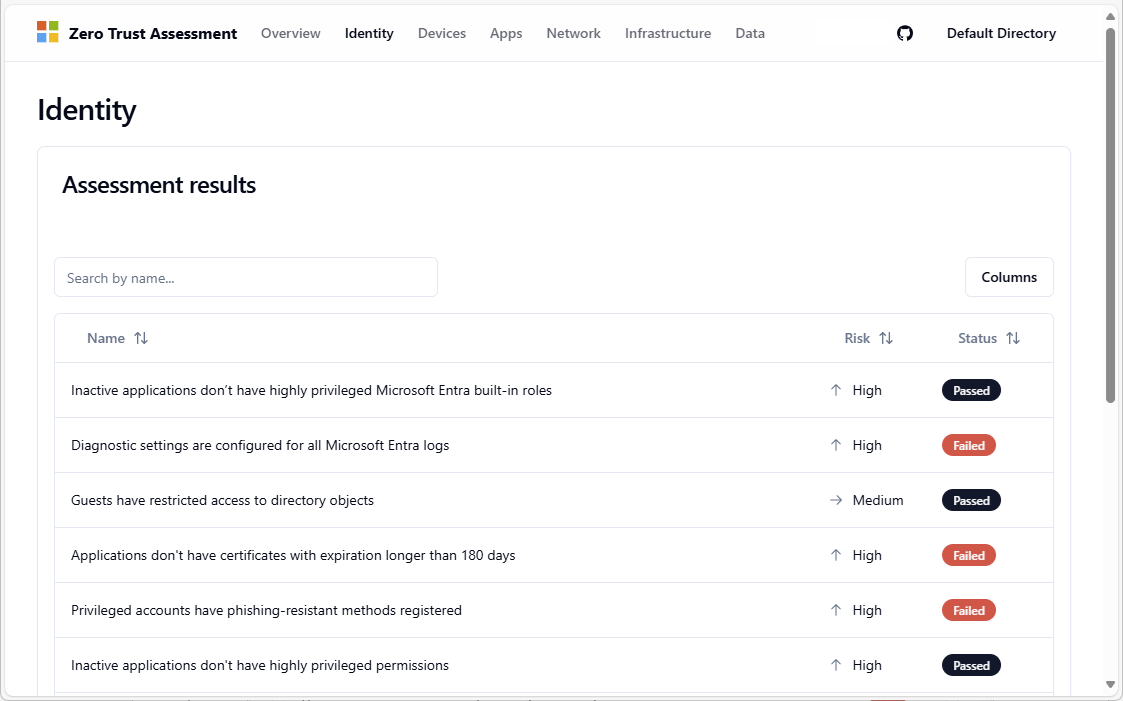 Zero Trust Assessment Overview Identity Devices Apps Network Infrastructure Data Default Directory
Identity
Assessment results
Search by name...
Columns
Name Risk Status
Inactive applications don’t have highly privileged Microsoft Entra built-in roles High Passed
Diagnostic settings are configured for all Microsoft Entra logs High Failed
Guests have restricted access to directory objects Medium Passed
Applications don't have certificates with expiration longer than 180 days High Failed
Privileged accounts have phishing-resistant methods registered High Failed
Inactive applications don't have highly privileged permissions High Passed